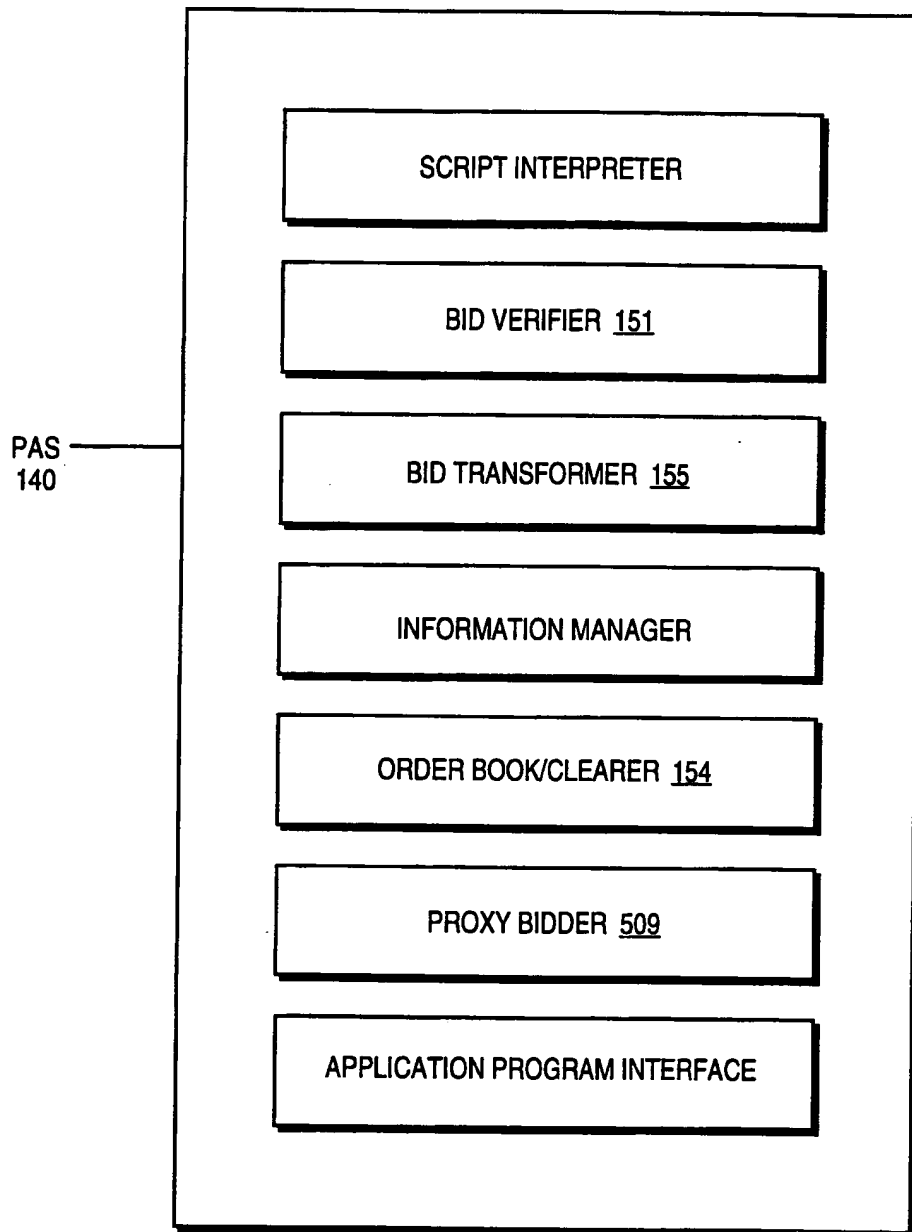 SCRIPT INTERPRETER
BID VERIFIER 151
PAS
140
BID TRANSFORMER 155
INFORMATION MANAGER
ORDER BOOK/CLEARER 154
PROXY BIDDER 509
APPLICATION PROGRAM INTERFACE